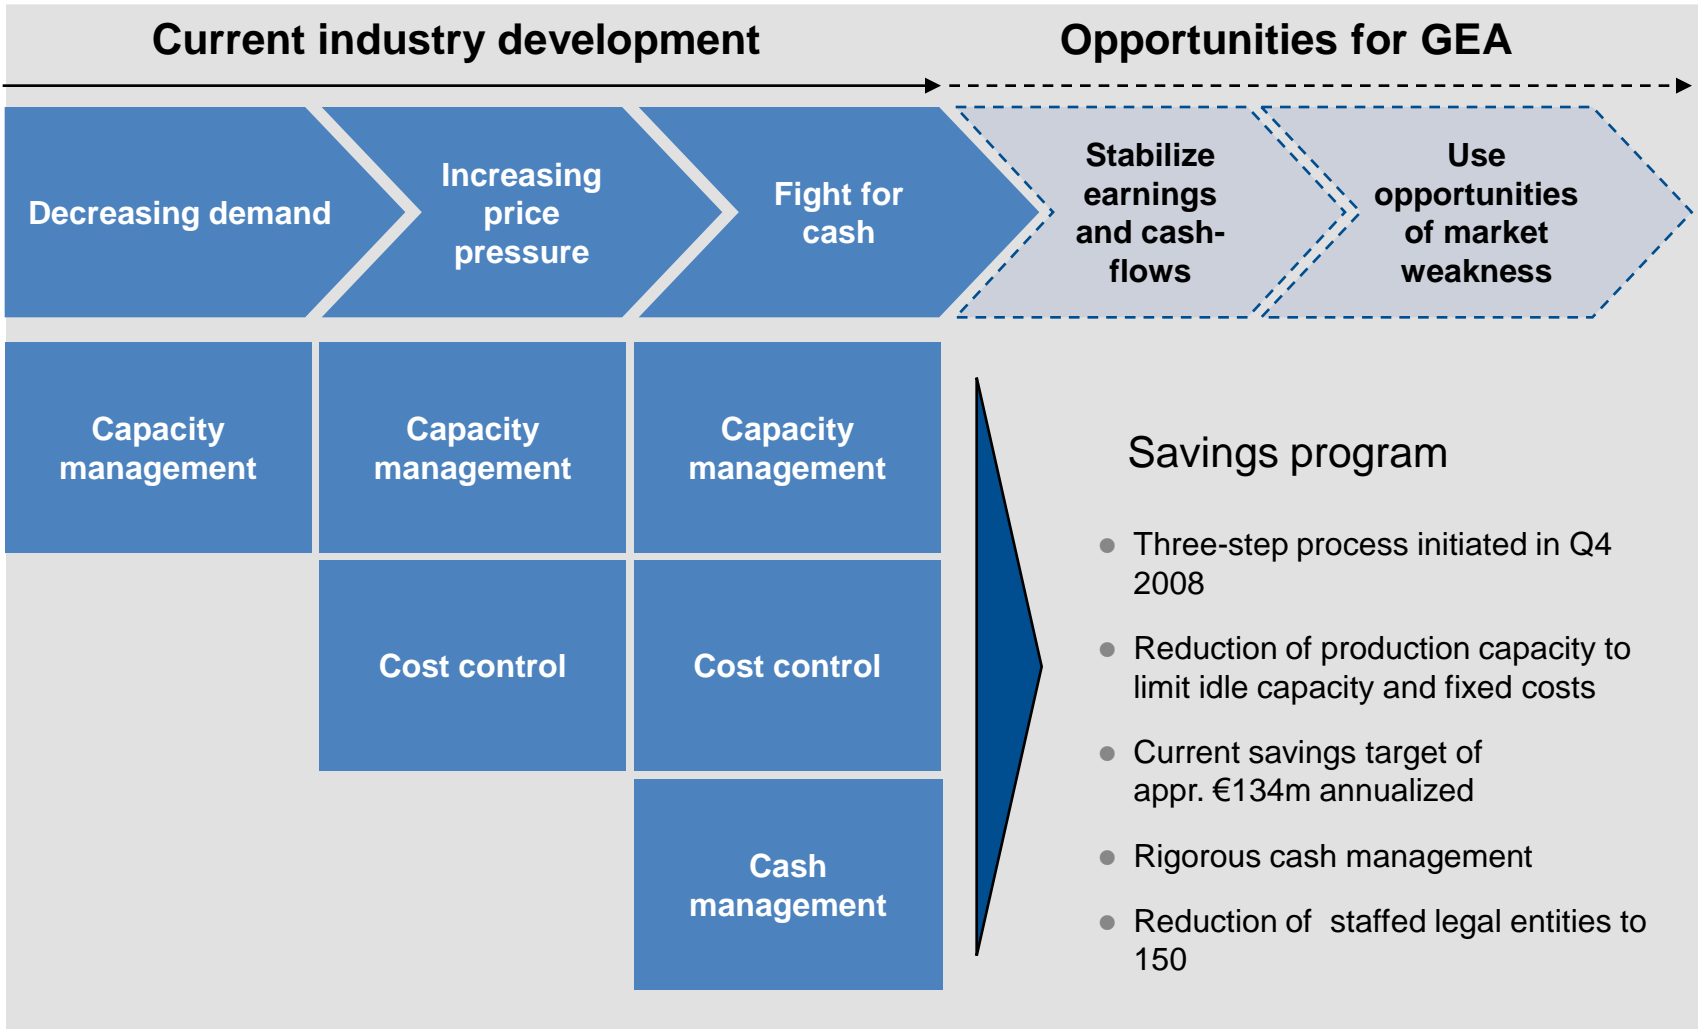 Current industry development
Opportunities for GEA
Decreasing demand
Increasing
price
pressure
Fight for
cash
Stabilize
earnings
and cash-
flows
Use
opportunities
of market
weakness
Capacity
management
Capacity
management
Capacity
management
Cost control
Cost control
Cash
management
Savings program
Three-step process initiated in Q4
2008
Reduction of production capacity to
limit idle capacity and fixed costs
Current savings target of
appr. €134m annualized
Rigorous cash management
Reduction of  staffed legal entities to
150